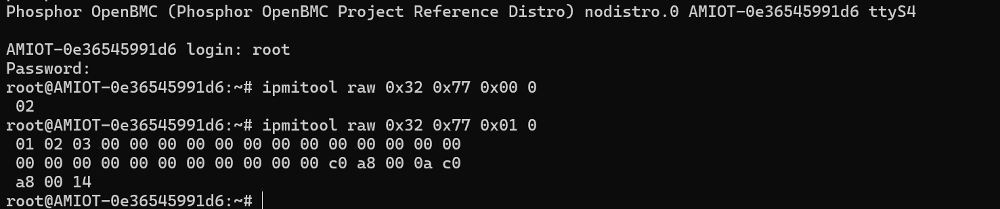 Phosphor OpenBMC (Phosphor OpenBMC Project Reference Distro) nodistro.0 AMIOT-0e36545991d6 ttyS4
AMIOT-0e36545991d6 login: root
Password:
root@AMIOT-0e36545991d6:~# ipmitool raw 0x32 0x77 0x00 0
02
root@AMIOT-0e36545991d6:~# ipmitool raw 0x32 0x77 0x01 0
01 02 03 00 00 00 00 00 00 00 00 00 00 00 00 00
00 00 00 00 00 00 00 00 00 00 00 c0 a8 00 0a c0
a8 00 14
root@AMIOT-0e36545991d6:~#